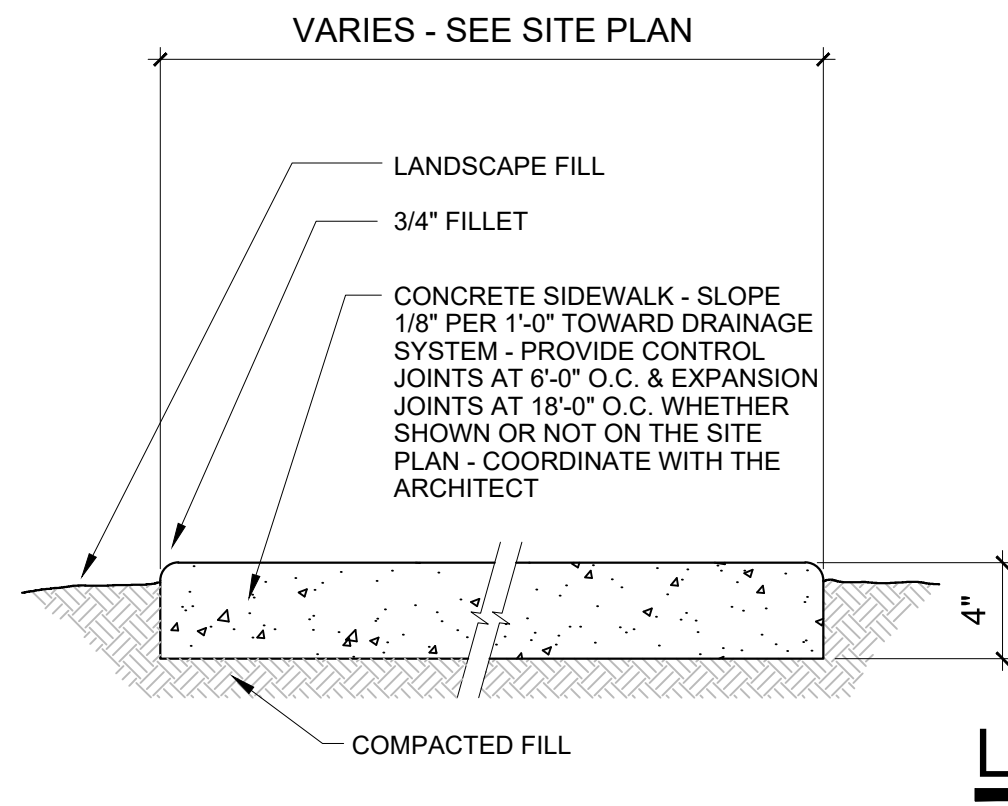 VARIES - SEE SITE PLAN
LANDSCAPE FILL
3/4" FILLET
CONCRETE SIDEWALK - SLOPE
1/8" PER 1'-0" TOWARD DRAINAGE
SYSTEM - PROVIDE CONTROL
JOINTS AT 6'-0" O.C. & EXPANSION
JOINTS AT 18'-0" O.C. WHETHER
SHOWN OR NOT ON THE SITE
PLAN - COORDINATE WITH THE
ARCHITECT
4"
COMPACTED FILL